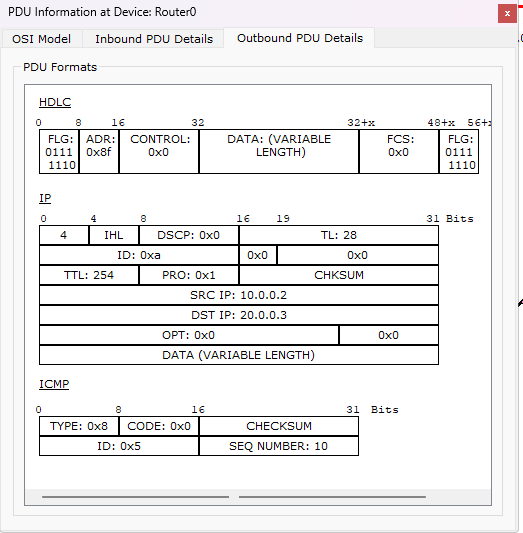 PDU Information at Device: Router0
x
OSI Model Inbound PDU Details Outbound PDU Details
PDU Formats
HDLC
0 8 16 32 32+x 48+x 56+x
FLG: 0111 1110 ADR: 0x8f CONTROL: 0x0 DATA: (VARIABLE LENGTH) FCS: 0x0 FLG: 0111 1110
IP
0 4 8 16 19 31 Bits
4 IHL DSCP: 0x0 TL: 28
ID: 0xa 0x0 0x0
TTL: 254 PRO: 0x1 CHKSUM
SRC IP: 10.0.0.2
DST IP: 20.0.0.3
OPT: 0x0 0x0
DATA (VARIABLE LENGTH)
ICMP
0 8 16 31 Bits
TYPE: 0x8 CODE: 0x0 CHECKSUM
ID: 0x5 SEQ NUMBER: 10